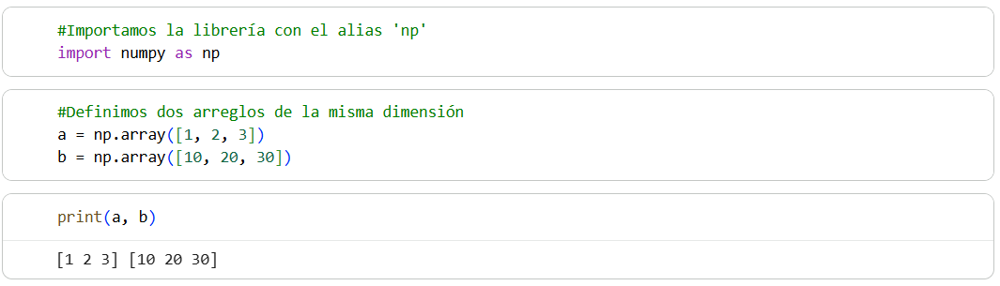 #Importamos la librería con el alias 'np'
import numpy as np
#Definimos dos arreglos de la misma dimensión
a = np.array([1, 2, 3])
b = np.array([10, 20, 30])
print(a, b)
[1 2 3] [10 20 30]